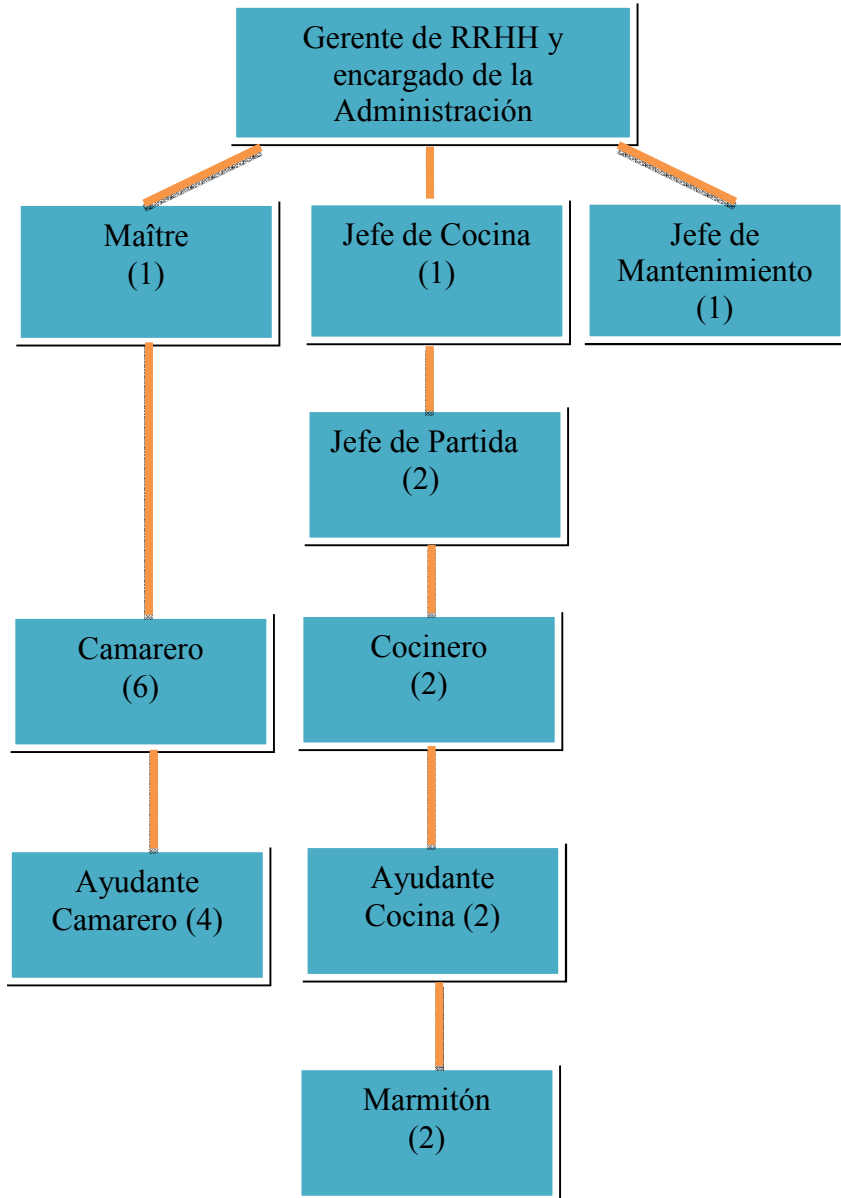 Gerente de RRHH y
encargado de la
Administración
Maître
(1)
Jefe de Cocina
(1)
Jefe de
Mantenimiento
(1)
Jefe de Partida
(2)
Camarero
(6)
Cocinero
(2)
Ayudante
Camarero (4)
Ayudante
Cocina (2)
Marmitón
(2)